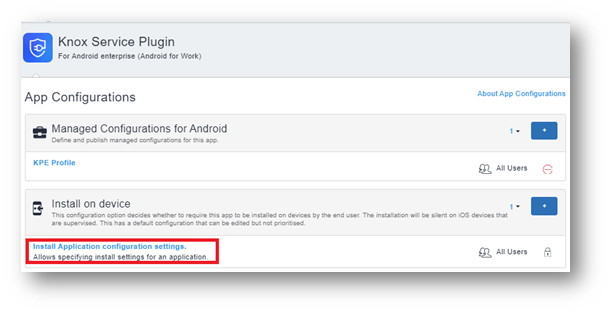 Knox Service Plugin
For Android enterprise (Android for Work)
App Configurations
About App Configurations
Managed Configurations for Android
Define and publish managed configurations for this app.
1
+
KPE Profile
All Users
Install on device
This configuration option decides whether to require this app to be installed on devices by the end user. The installation will be silent on iOS devices that
are supervised. This has a default configuration that can be edited but not prioritised.
1
+
Install Application configuration settings.
Allows specifying install settings for an application.
All Users